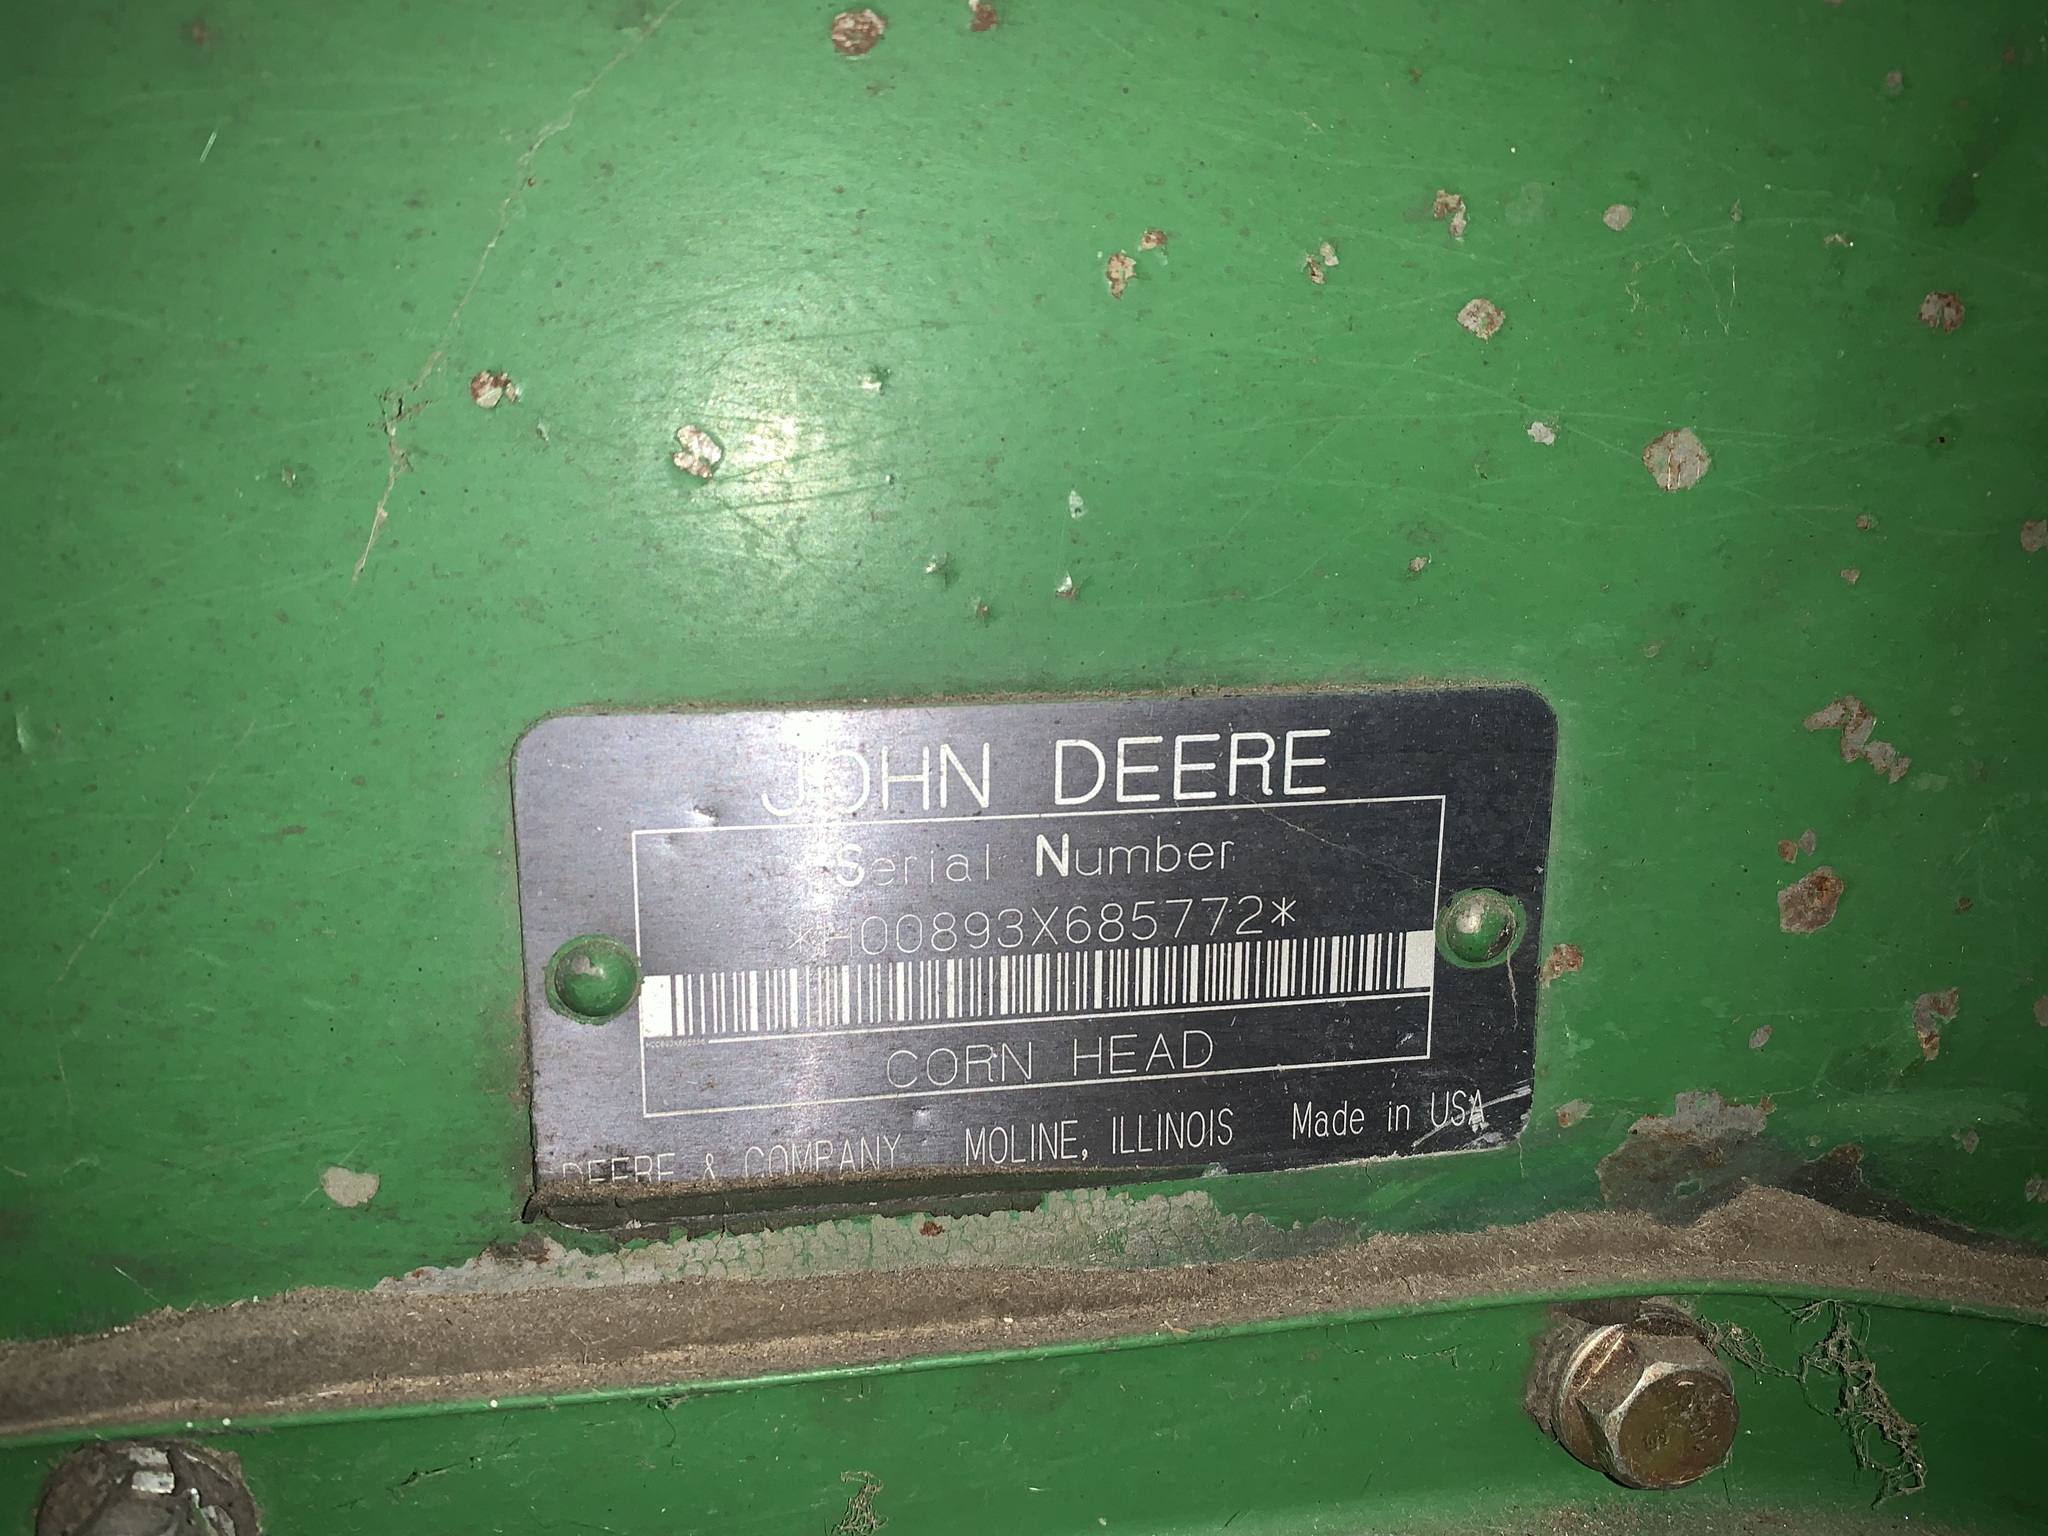 JOHN DEERE
Serial Number
*H00893X685772*
CORN HEAD
DEERE & COMPANY MOLINE, ILLINOIS Made in USA